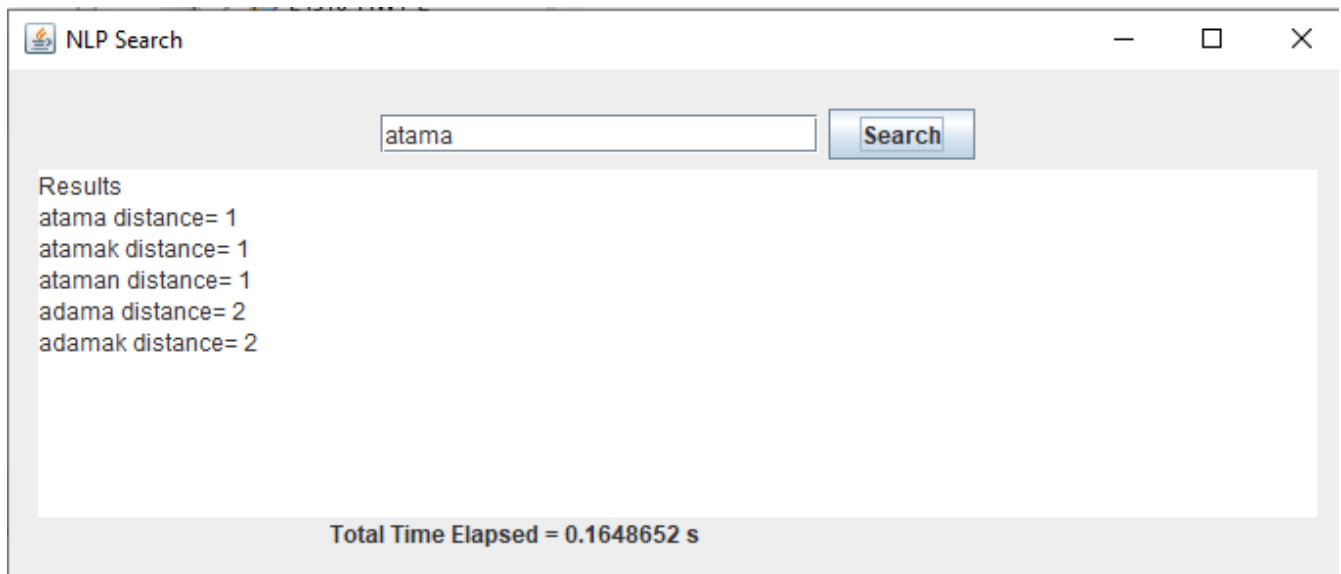 NLP Search
atama
Search
Results
atama distance= 1
atamak distance= 1
ataman distance= 1
adama distance= 2
adamak distance= 2
Total Time Elapsed = 0.1648652 s